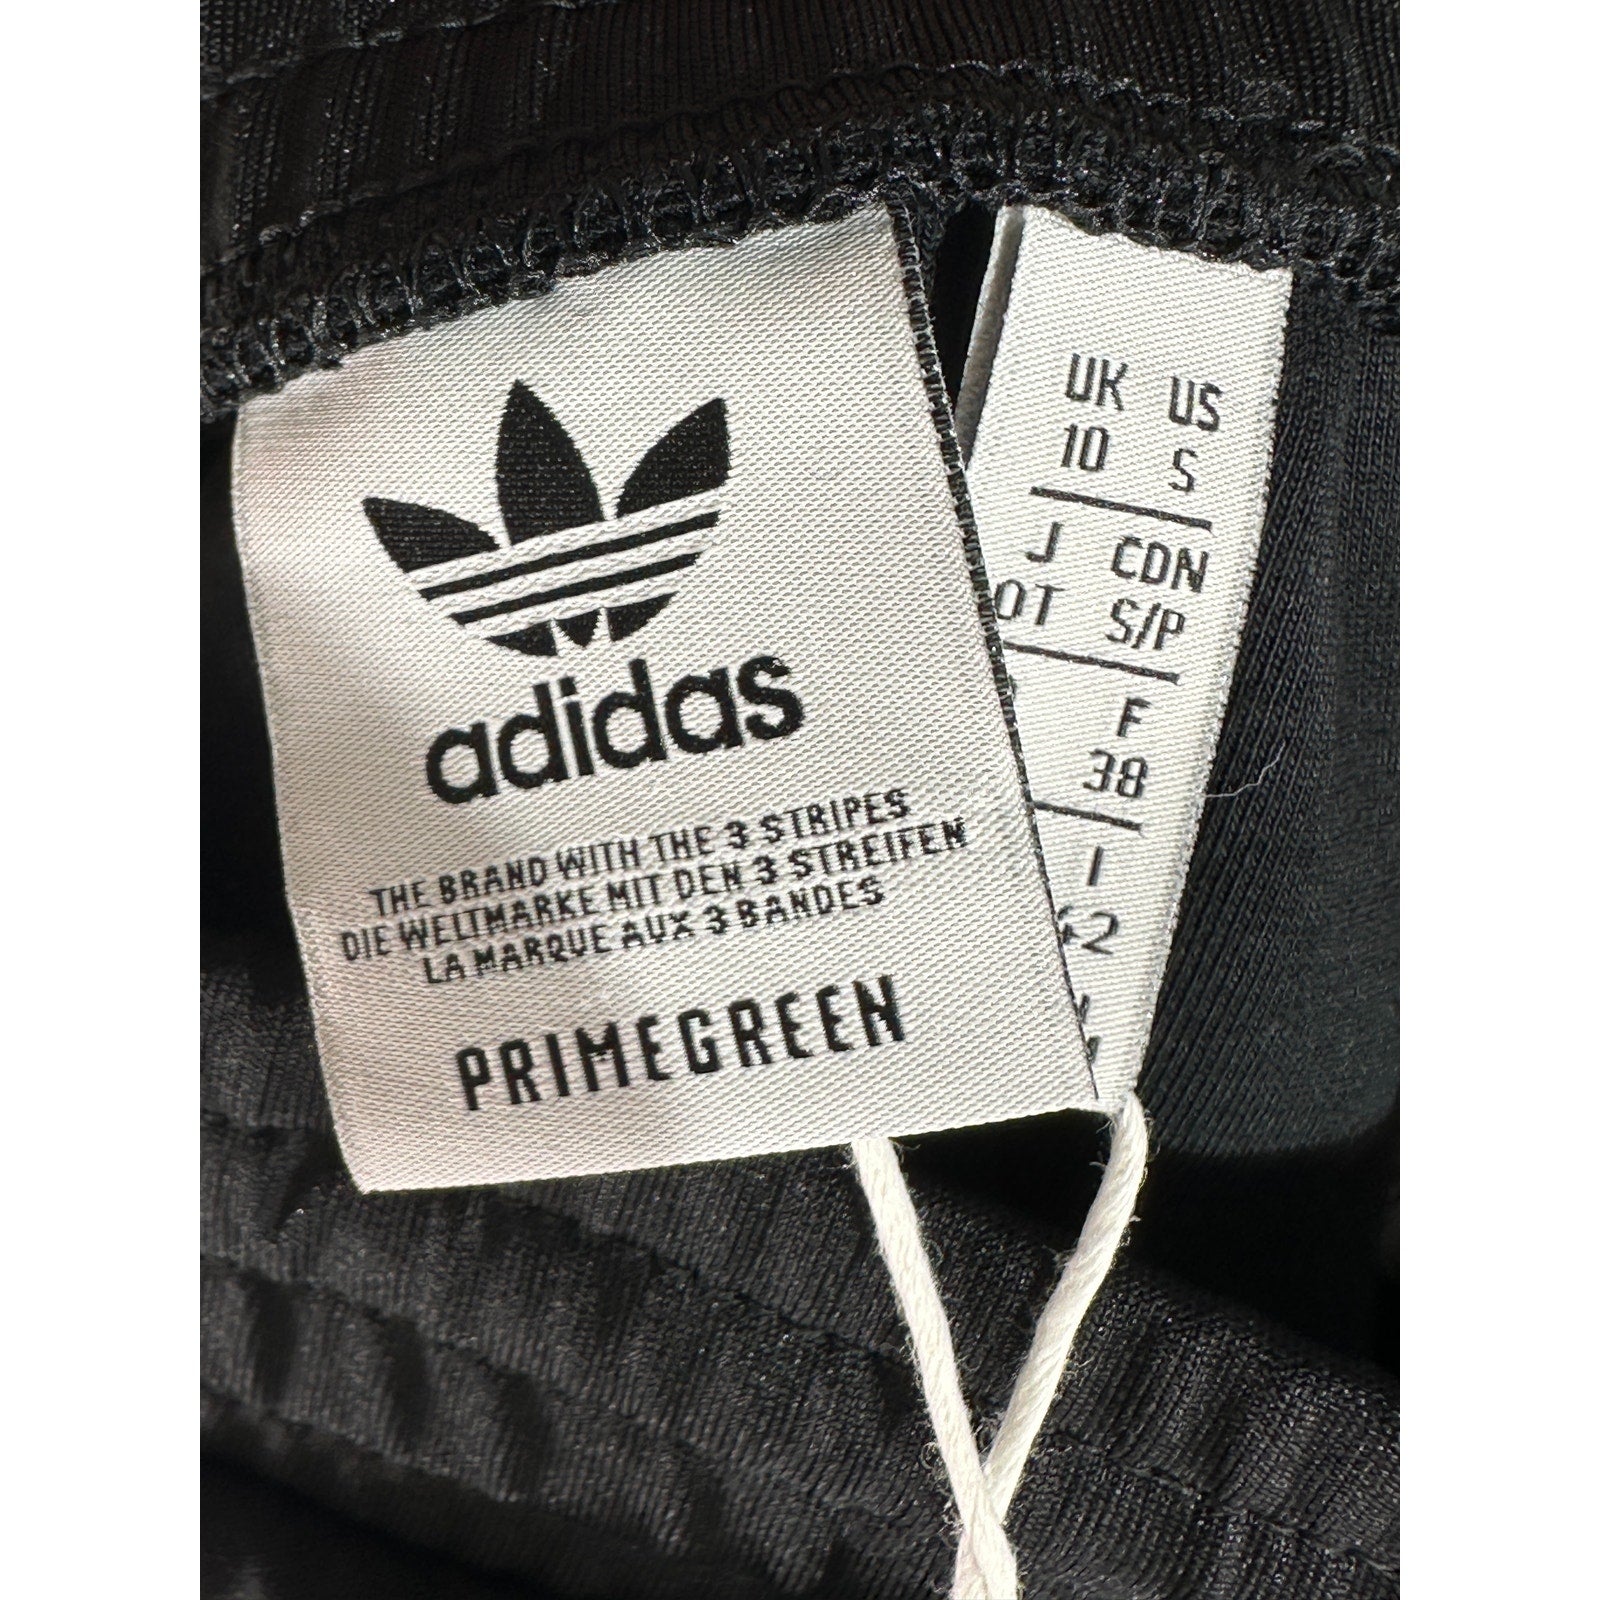 adidas
THE BRAND WITH THE 3 STRIPES
DIE WELTMARKE MIT DEN 3 STREIFEN
LA MARQUE AUX 3 BANDES
PRIMEGREEN
UK US
10 S
J CDN
OT S/P
F
38
I
42